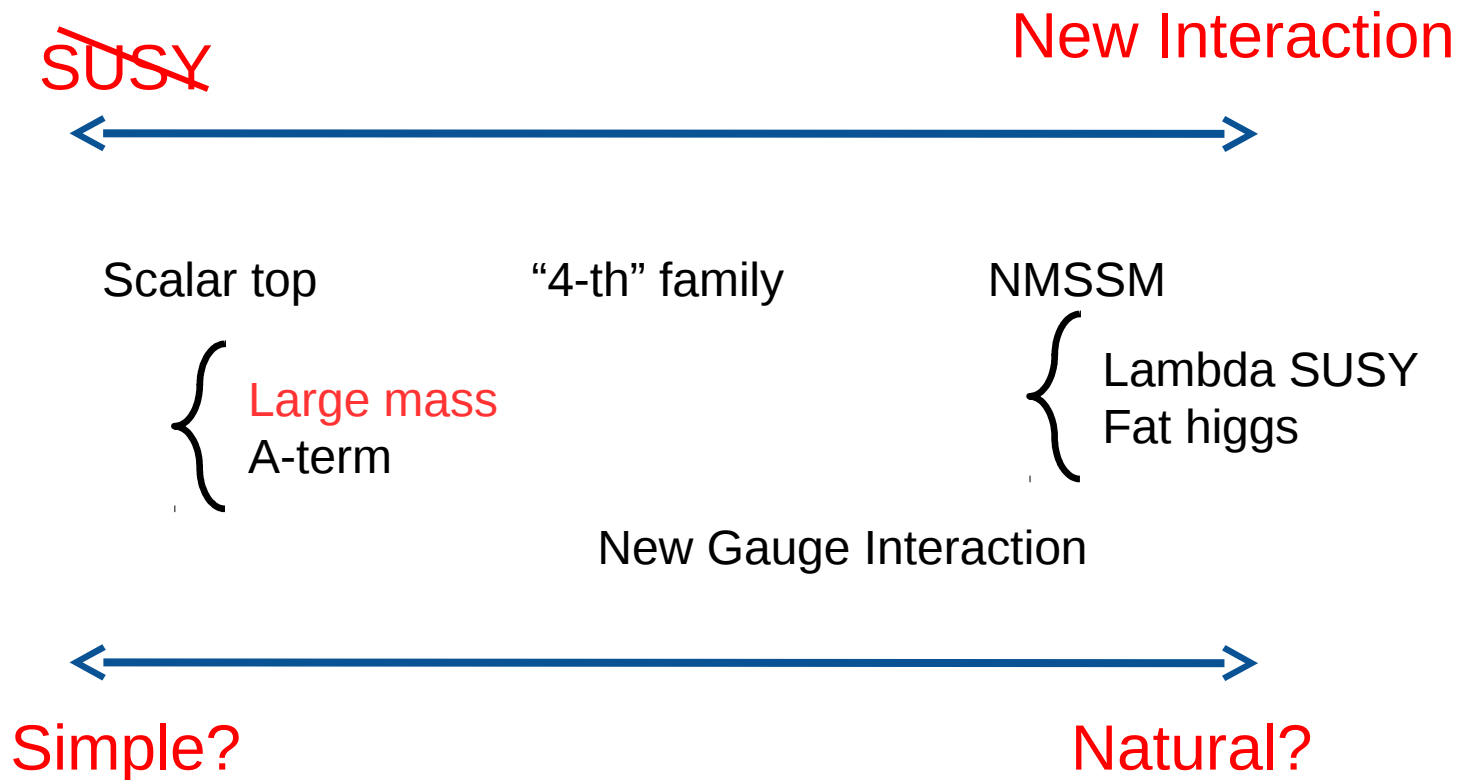 SUSY
New Interaction
Scalar top
“4-th” family
NMSSM
Large mass
A-term
Lambda SUSY
Fat higgs
New Gauge Interaction
Simple?
Natural?